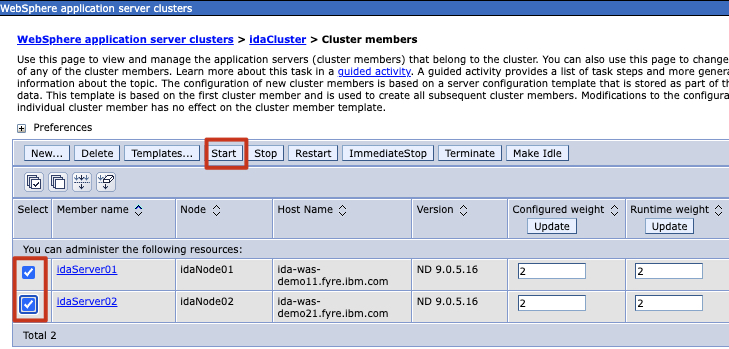 WebSphere application server clusters
WebSphere application server clusters > idaCluster > Cluster members
Use this page to view and manage the application servers (cluster members) that belong to the cluster. You can also use this page to change
of any of the cluster members. Learn more about this task in a guided activity. A guided activity provides a list of task steps and more
information about the topic. The configuration of new cluster members is based on a server configuration template that is stored as part of
data. This template is based on the first cluster member and is used to create all subsequent cluster members. Modifications to the
individual cluster member has no effect on the cluster member template.
Preferences
New... Delete Templates... Start Stop Restart ImmediateStop Terminate Make Idle
Select Member name Node Host Name Version Configured weight Runtime weight
Update Update
You can administer the following resources:
idaServer01 idaNode01 ida-was- ND 9.0.5.16 2 2
demo11.fyre.ibm.com
idaServer02 idaNode02 ida-was- ND 9.0.5.16 2 2
demo21.fyre.ibm.com
Total 2